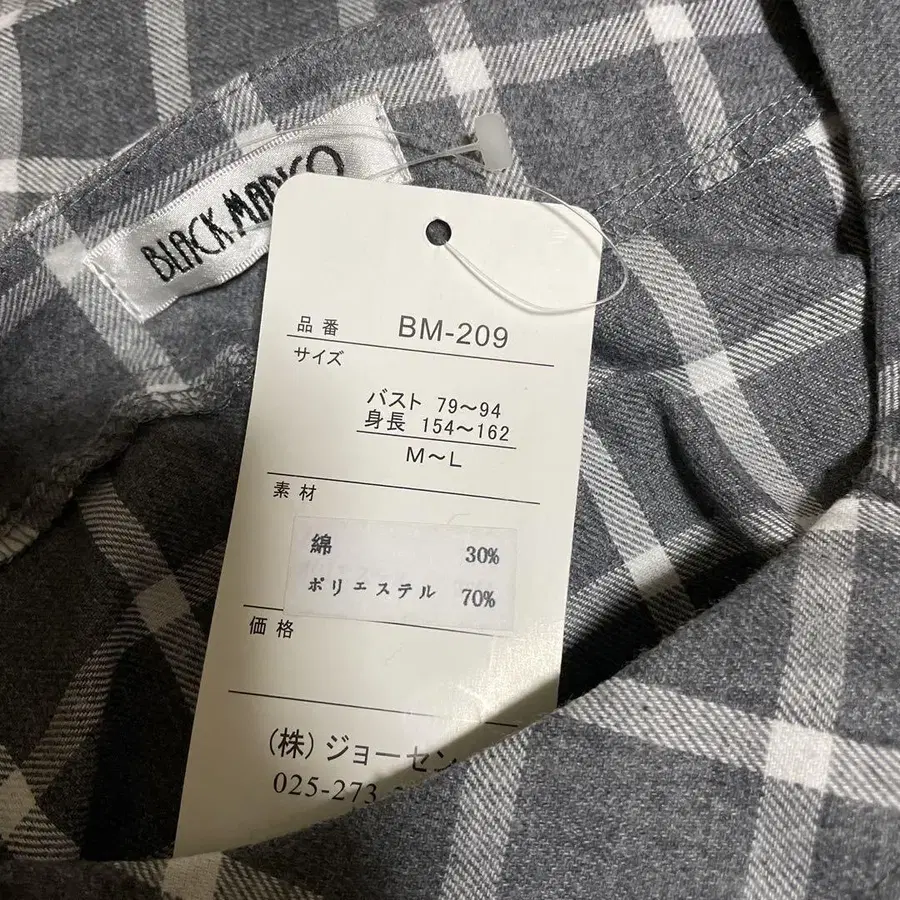 BLACK.
品番 BM-209
サイズ
バスト 79～94
身長 154～162
M～L
素材
綿 30%
ポリエステル 70%
価格
(株)ジョーセン
025-273